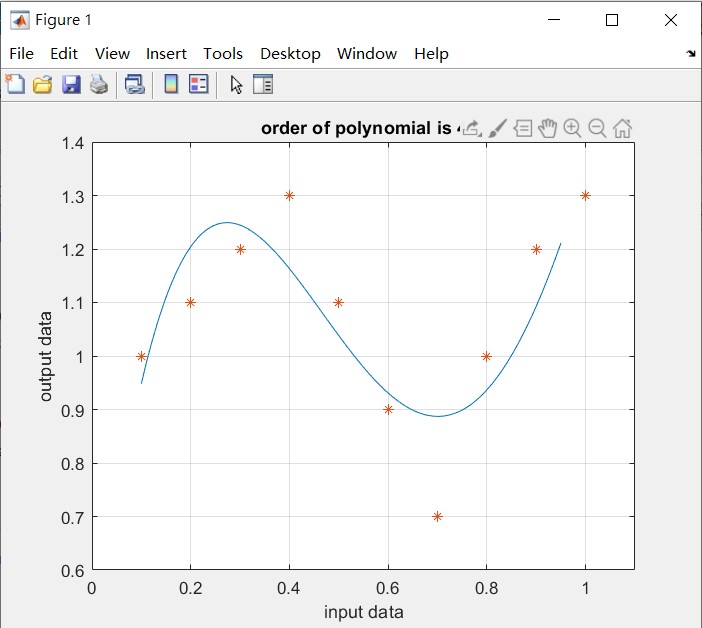 Figure 1
File Edit View Insert Tools Desktop Window Help
order of polynomial is
1.4
1.3
1.2
1.1
1
0.9
0.8
0.7
0.6
output data
0 0.2 0.4 0.6 0.8 1
input data